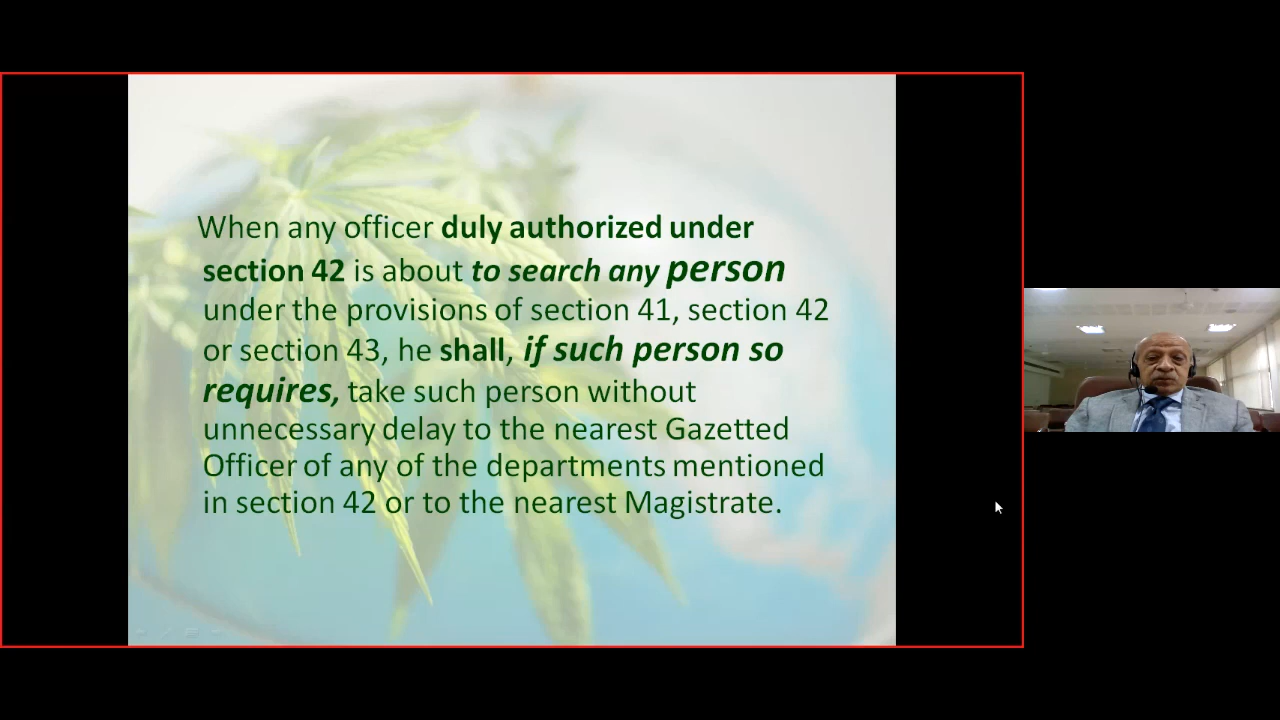 When any officer duly authorized under
section 42 is about to search any person
under the provisions of section 41, section 42
or section 43, he shall, if such person so
requires, take such person without
unnecessary delay to the nearest Gazetted
Officer of any of the departments mentioned
in section 42 or to the nearest Magistrate.